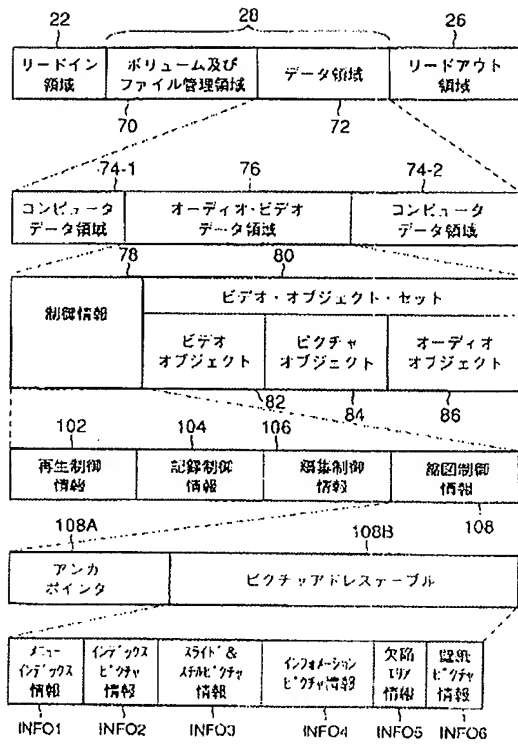 22
28
26
リードイン
領域
ボリューム及び
ファイル管理領域
データ領域
リードアウト
領域
70
72
74-1
76
74-2
コンピュータ
データ領域
オーディオ・ビデオ
データ領域
コンピュータ
データ領域
78
80
制御情報
ビデオ・オブジェクト・セット
ビデオ
オブジェクト
ピクチャ
オブジェクト
オーディオ
オブジェクト
82
84
86
102
104
106
再生制御
情報
記録制御
情報
編集制御
情報
縮図制御
情報
108
108A
108B
アンカ
ポインタ
ピクチャアドレステーブル
メニュー
インデックス
情報
インデックス
ピクチャ
情報
スライド&
スチルピクチャ
情報
インフォメーション
ピクチャ情報
欠陥
エリア
情報
壁紙
ピクチャ
情報
INFO1
INFO2
INFO3
INFO4
INFO5
INFO6